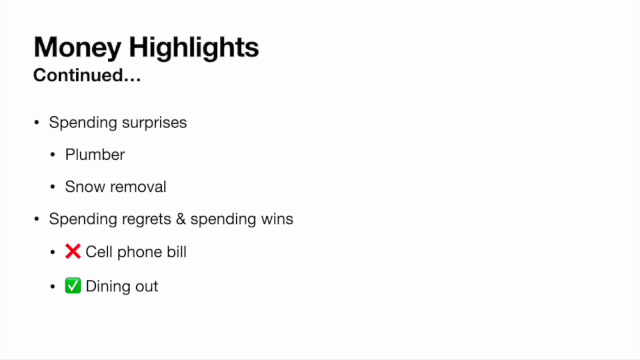 Money Highlights
Continued…
• Spending surprises
• Plumber
• Snow removal
• Spending regrets & spending wins
• ❌ Cell phone bill
• ✅ Dining out